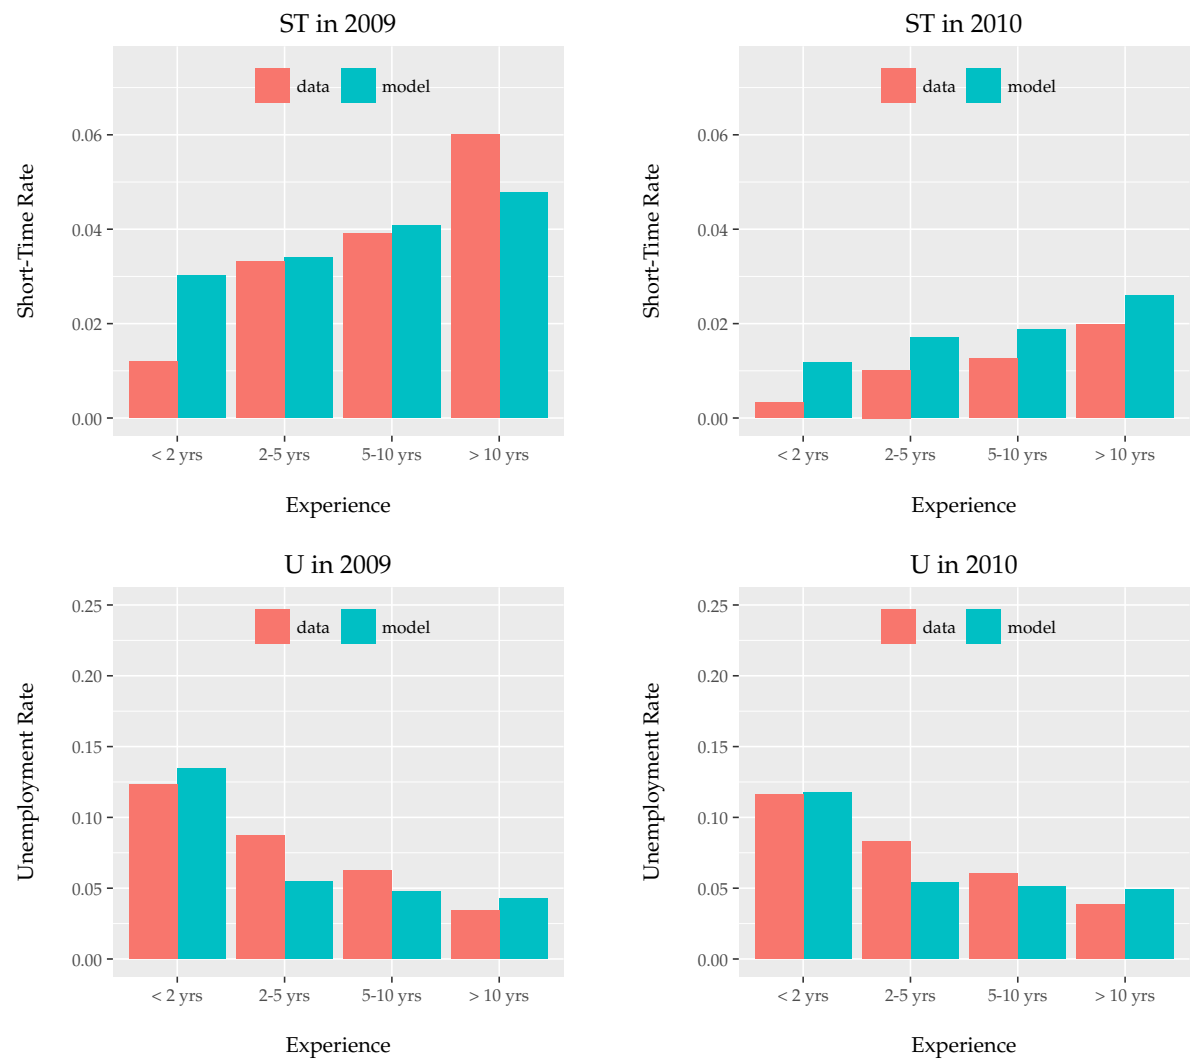 ST in 2009
data model
Short-Time Rate
0.06
0.04
0.02
0.00
< 2 yrs 2-5 yrs 5-10 yrs > 10 yrs
Experience
ST in 2010
data model
Short-Time Rate
0.06
0.04
0.02
0.00
< 2 yrs 2-5 yrs 5-10 yrs > 10 yrs
Experience
U in 2009
data model
Unemployment Rate
0.25
0.20
0.15
0.10
0.05
0.00
< 2 yrs 2-5 yrs 5-10 yrs > 10 yrs
Experience
U in 2010
data model
Unemployment Rate
0.25
0.20
0.15
0.10
0.05
0.00
< 2 yrs 2-5 yrs 5-10 yrs > 10 yrs
Experience